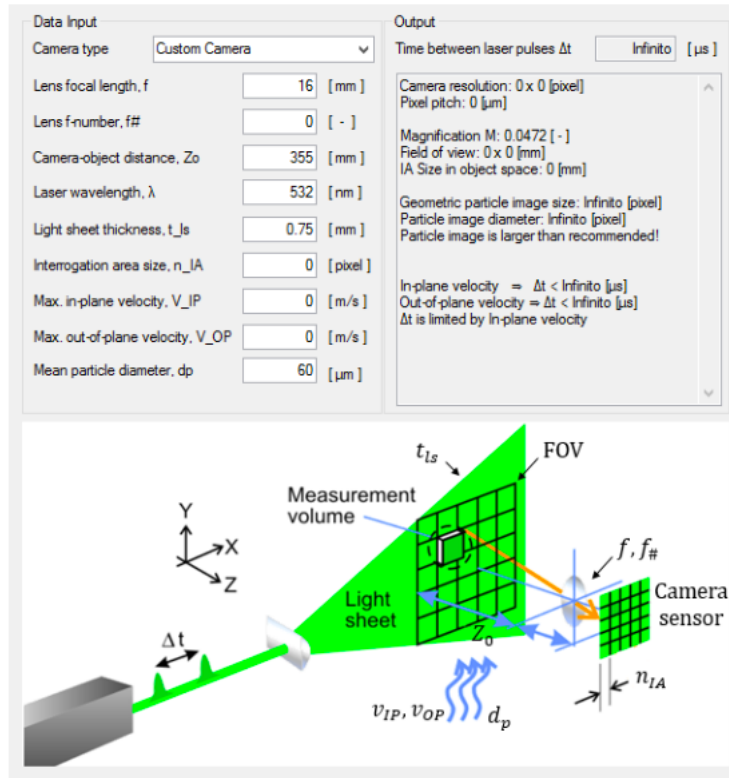 Data Input
Camera type Custom Camera
Lens focal length, f 16 [ mm ]
Lens f-number, f# 0 [ - ]
Camera-object distance, Zo 355 [ mm ]
Laser wavelength, λ 532 [ nm ]
Light sheet thickness, t_ls 0.75 [ mm ]
Interrogation area size, n_IA 0 [ pixel ]
Max. in-plane velocity, V_IP 0 [ m/s ]
Max. out-of-plane velocity, V_OP 0 [ m/s ]
Mean particle diameter, dp 60 [ µm ]
Output
Time between laser pulses Δt Infinito [ µs ]
Camera resolution: 0 x 0 [pixel]
Pixel pitch: 0 [µm]
Magnification M: 0.0472 [ - ]
Field of view: 0 x 0 [mm]
IA Size in object space: 0 [mm]
Geometric particle image size: Infinito [pixel]
Particle image diameter: Infinito [pixel]
Particle image is larger than recommended!
In-plane velocity ⇒ Δt < Infinito [µs]
Out-of-plane velocity ⇒ Δt < Infinito [µs]
Δt is limited by In-plane velocity
t_ls
FOV
Measurement
volume
Y
X
Z
f, f_#
Camera
sensor
Light
sheet
Z_0
Δt
n_IA
v_IP, v_OP
d_p